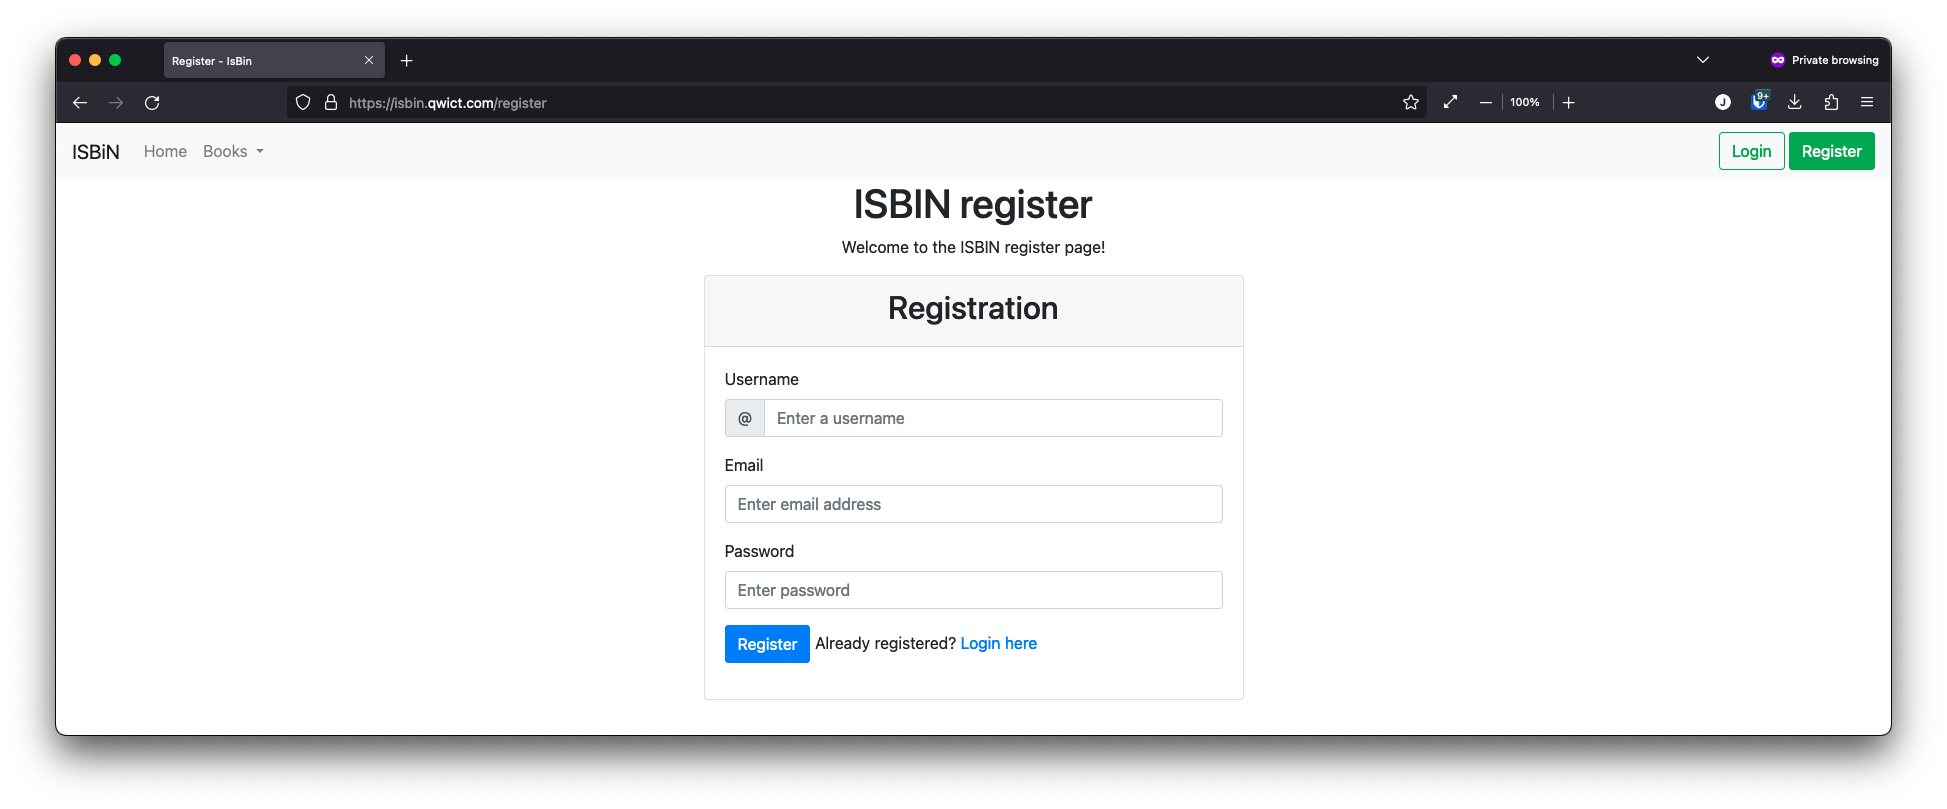 Register - IsBin
Private browsing
https://isbin.qwict.com/register
100%
J
9+
ISBiN Home Books Login Register
ISBIN register
Welcome to the ISBIN register page!
Registration
Username
@ Enter a username
Email
Enter email address
Password
Enter password
Register Already registered? Login here